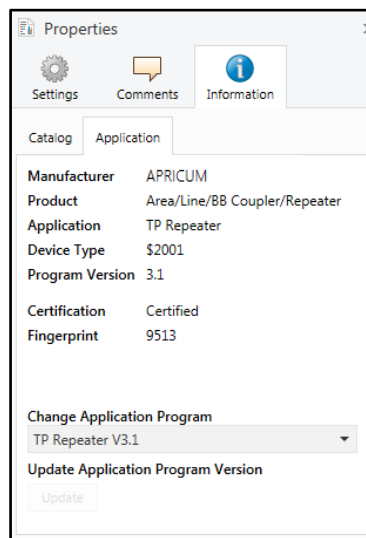 Properties
Settings Comments Information
Catalog Application
Manufacturer APRICUM
Product Area/Line/BB Coupler/Repeater
Application TP Repeater
Device Type $2001
Program Version 3.1
Certification Certified
Fingerprint 9513
Change Application Program
TP Repeater V3.1
Update Application Program Version
Update